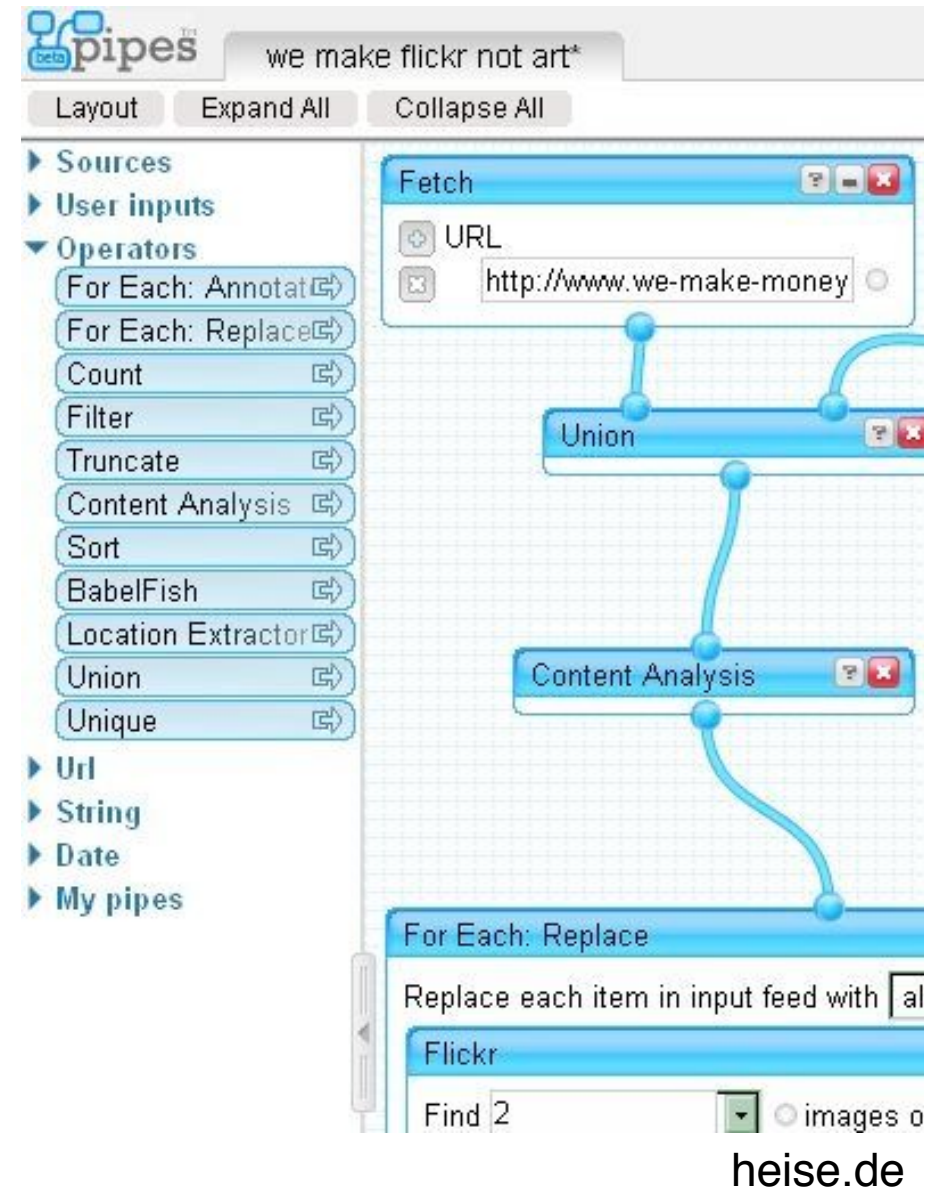 beta pipes™ we make flickr not art*
Layout Expand All Collapse All
Sources
User inputs
Operators
For Each: Annotat
For Each: Replace
Count
Filter
Truncate
Content Analysis
Sort
BabelFish
Location Extractor
Union
Unique
Url
String
Date
My pipes
Fetch
URL
http://www.we-make-money
Union
Content Analysis
For Each: Replace
Replace each item in input feed with al
Flickr
Find 2 images o
heise.de